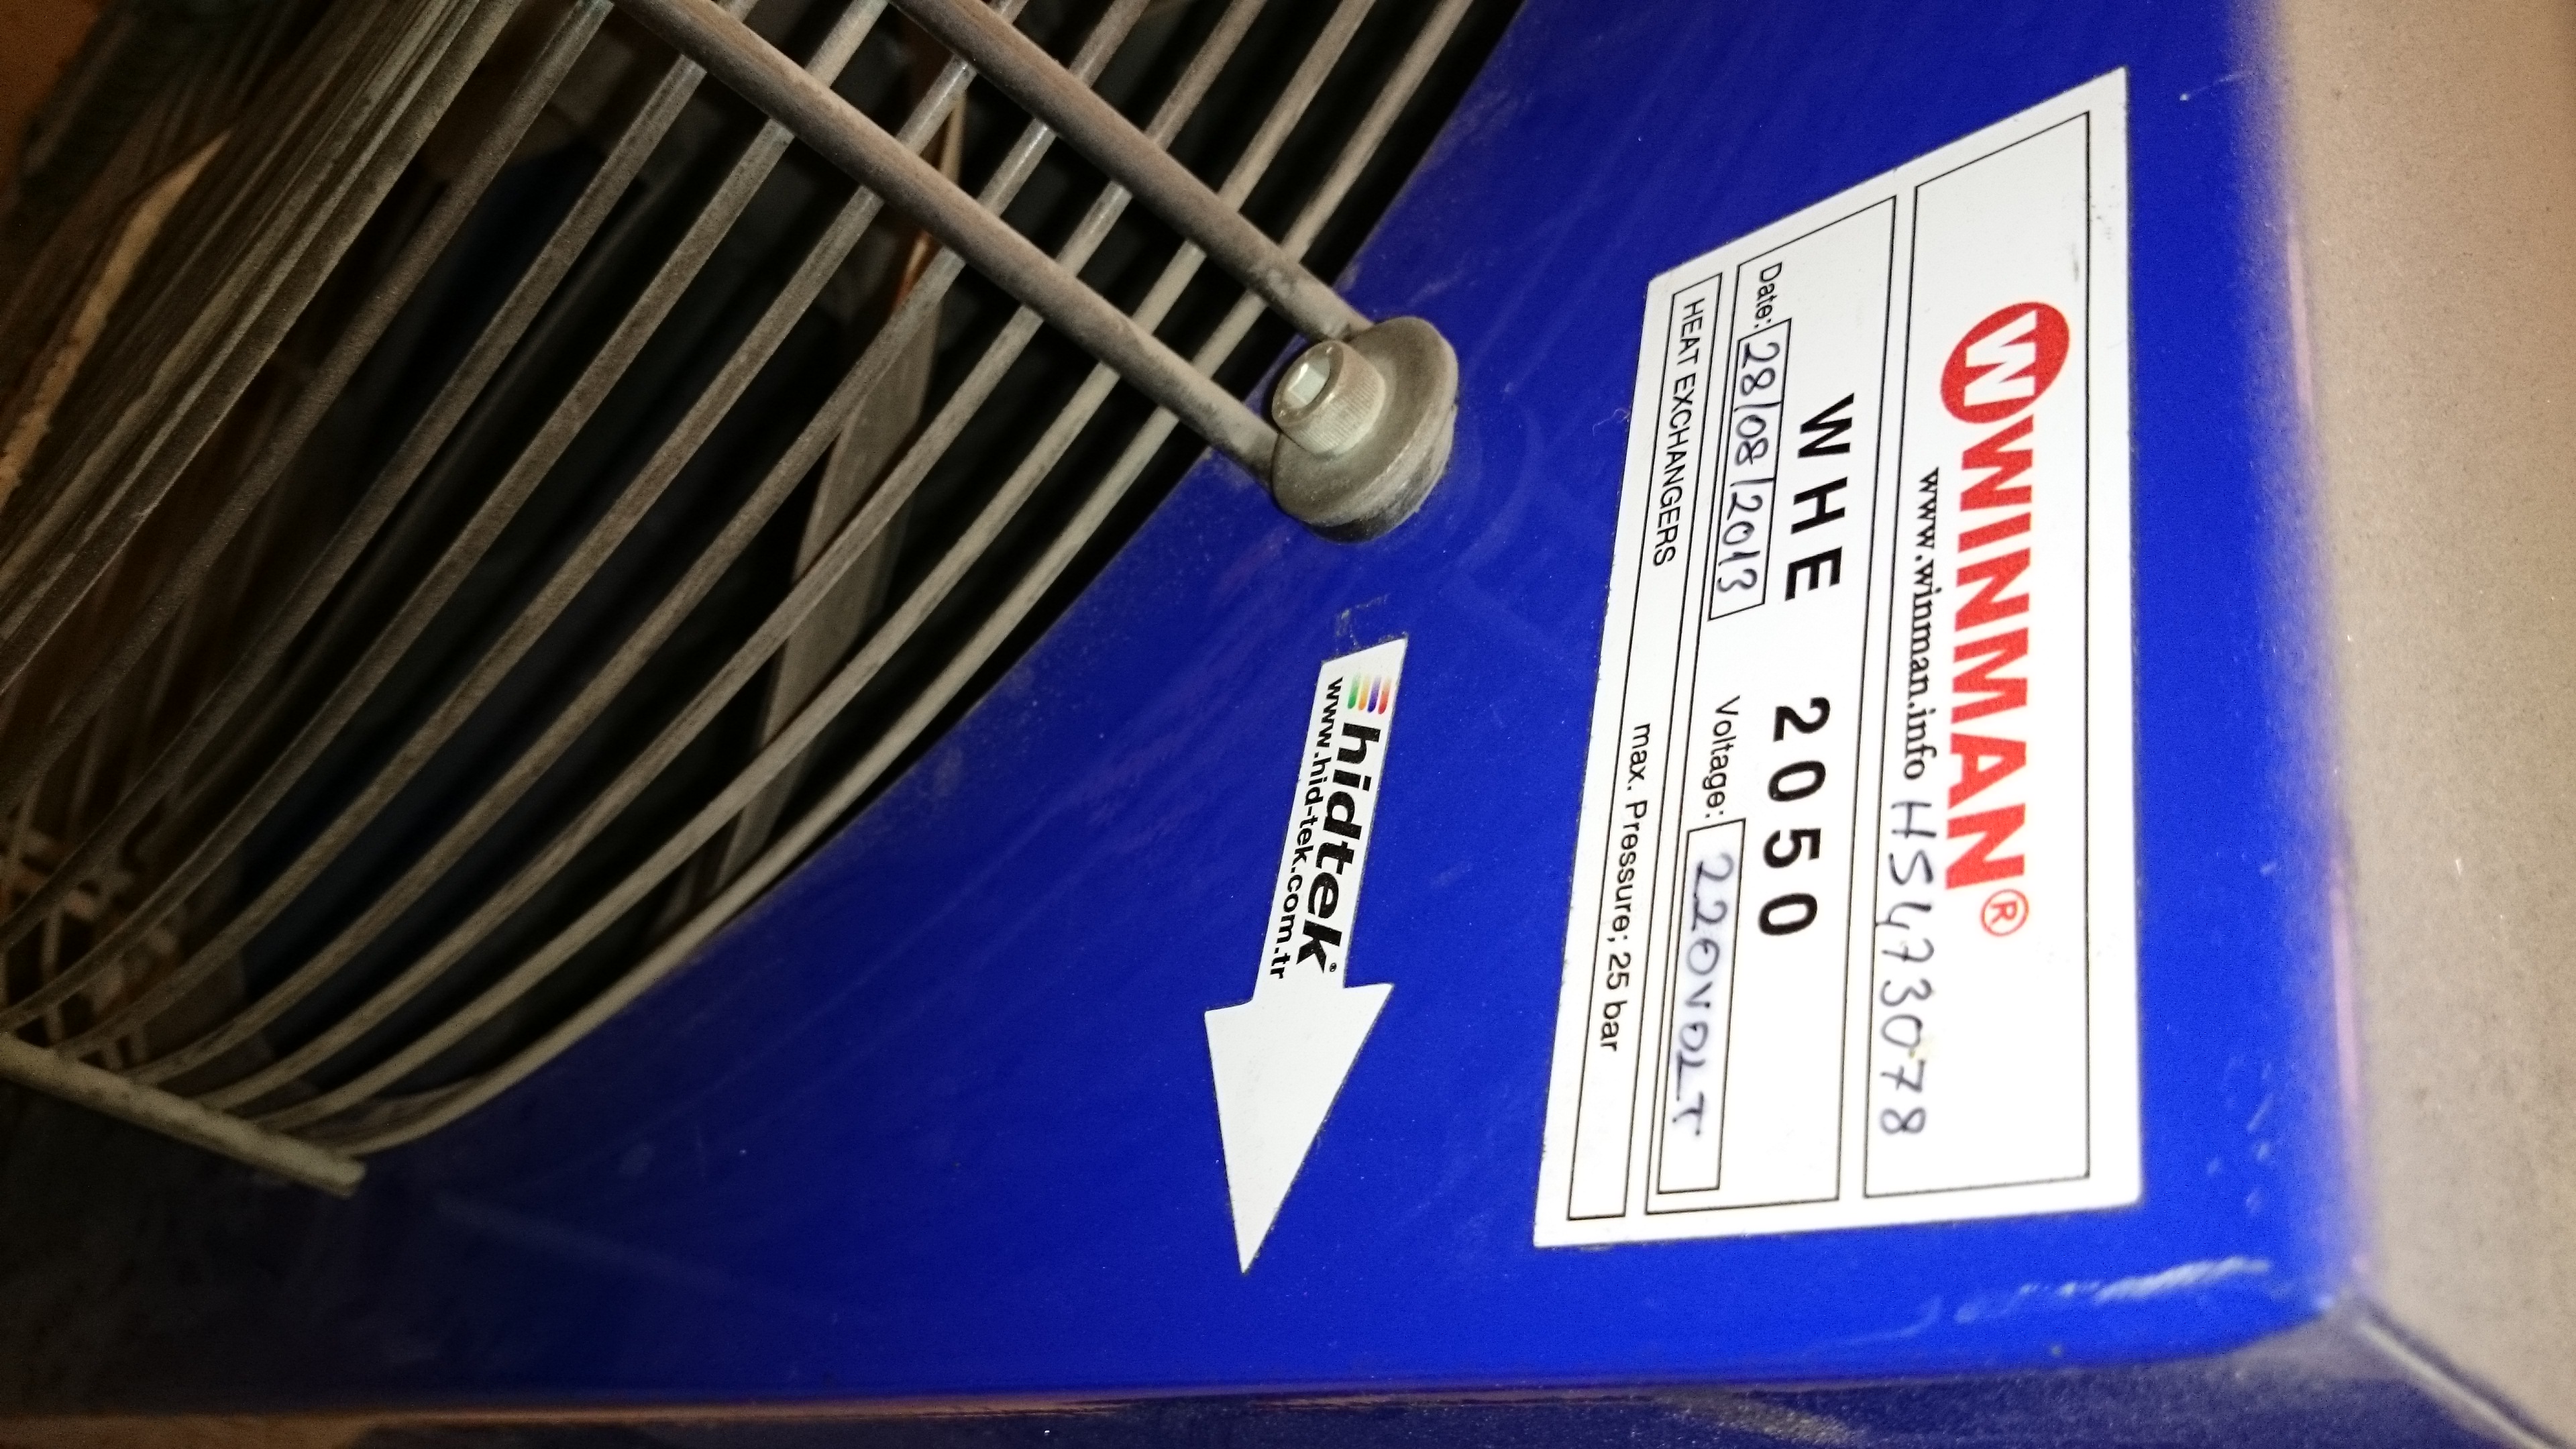 W WINMAN®
www.winman.info HS473078
WHE 2050
Date: 28/08/2013 Voltage: 220VOLT
HEAT EXCHANGERS max. Pressure; 25 bar
hidtek®
www.hid-tek.com.tr